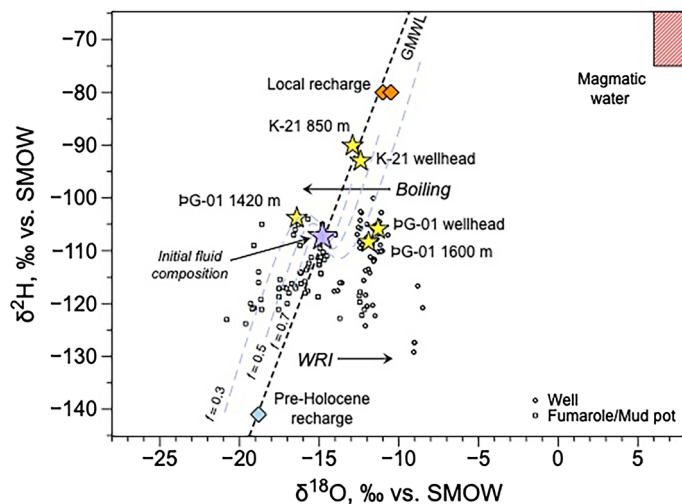 −70
−80
−90
−100
−110
−120
−130
−140
δ²H, ‰ vs. SMOW
GMWL
Local recharge
Magmatic
water
K-21 850 m
K-21 wellhead
Boiling
ÞG-01 1420 m
ÞG-01 wellhead
ÞG-01 1600 m
Initial fluid
composition
f = 0.3
f = 0.5
f = 0.7
WRI
Pre-Holocene
recharge
Well
Fumarole/Mud pot
−25 −20 −15 −10 −5 0 5
δ¹⁸O, ‰ vs. SMOW